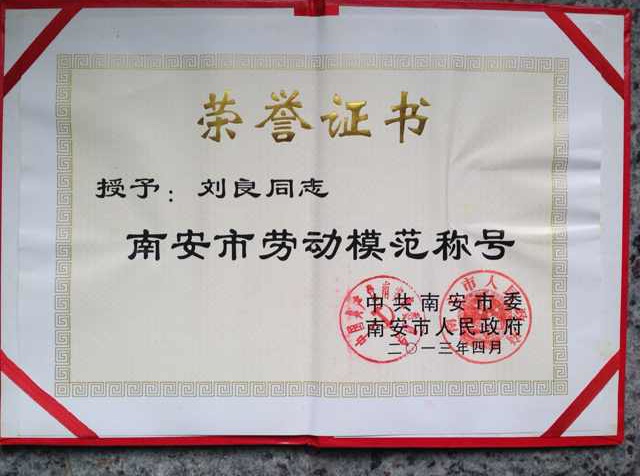 荣誉证书
授予：刘良同志
南安市劳动模范称号
中共南安市委
南安市人民政府
二〇一三年四月